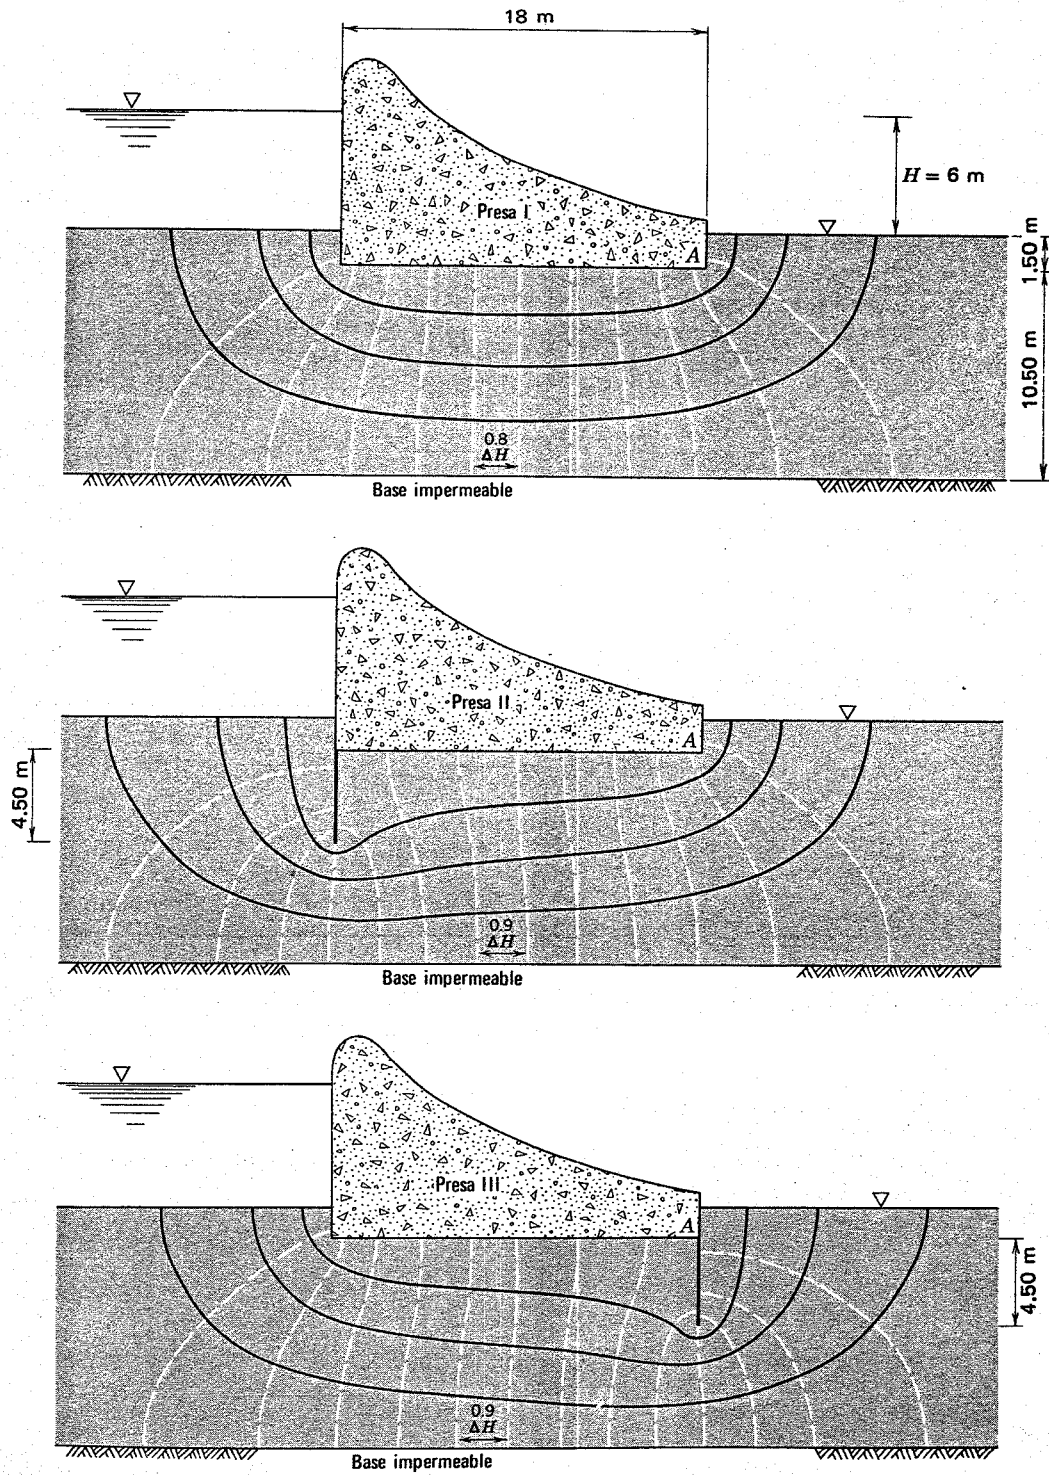 18 m
H = 6 m
Presa I
A
1.50 m
10.50 m
0.8
ΔH
Base impermeable
Presa II
A
4.50 m
0.9
ΔH
Base impermeable
Presa III
A
4.50 m
0.9
ΔH
Base impermeable